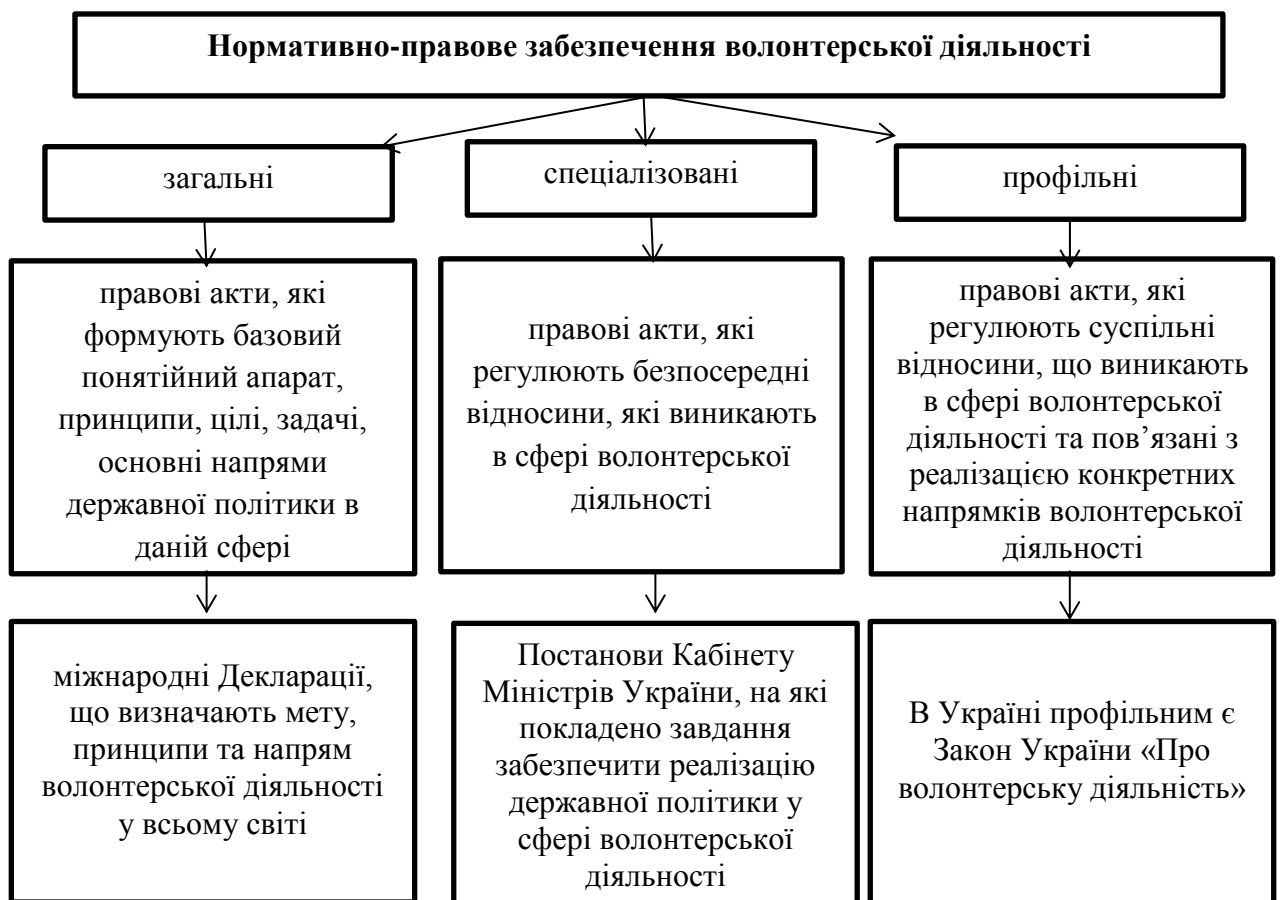 Нормативно-правове забезпечення волонтерської діяльності
загальні
спеціалізовані
профільні
правові акти, які
формують базовий
понятійний апарат,
принципи, цілі, задачі,
основні напрями
державної політики в
даній сфері
правові акти, які
регулюють безпосередні
відносини, які виникають
в сфері волонтерської
діяльності
правові акти, які
регулюють суспільні
відносини, що виникають
в сфері волонтерської
діяльності та пов’язані з
реалізацією конкретних
напрямків волонтерської
діяльності
міжнародні Декларації,
що визначають мету,
принципи та напрям
волонтерської діяльності
у всьому світі
Постанови Кабінету
Міністрів України, на які
покладено завдання
забезпечити реалізацію
державної політики у
сфері волонтерської
діяльності
В Україні профільним є
Закон України «Про
волонтерську діяльність»